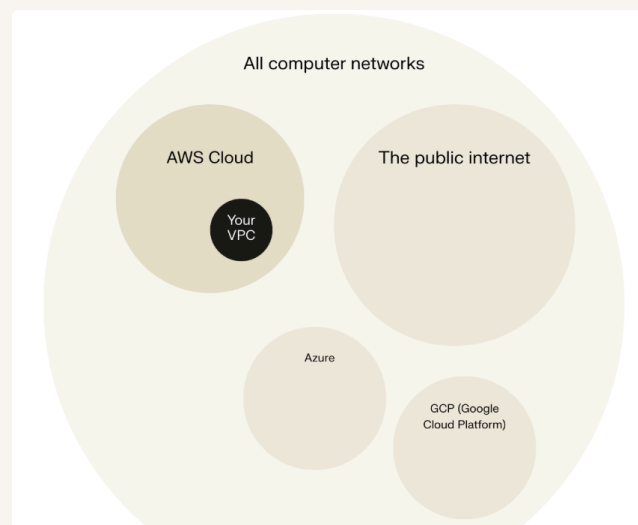 All computer networks
AWS Cloud
The public internet
Your
VPC
Azure
GCP (Google
Cloud Platform)